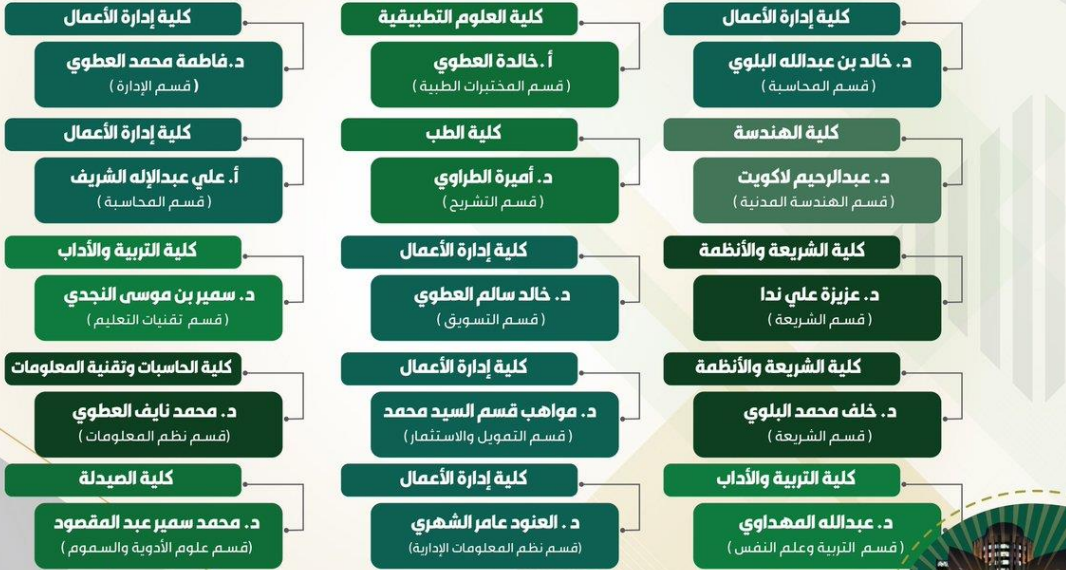 كلية إدارة الأعمال
د. خالد بن عبدالله البلوي
( قسم المحاسبة )
كلية العلوم التطبيقية
أ.خالدة العطوي
( قسم المختبرات الطبية )
كلية إدارة الأعمال
د.فاطمة محمد العطوي
( قسم الإدارة )
كلية الهندسة
د. عبدالرحيم لاكويت
( قسم الهندسة المدنية )
كلية الطب
د. أميرة الطراوي
( قسم التشريح )
كلية إدارة الأعمال
أ. علي عبدالإله الشريف
( قسم المحاسبة )
كلية الشريعة والأنظمة
د. عزيزة علي ندا
( قسم الشريعة )
كلية إدارة الأعمال
د. خالد سالم العطوي
( قسم التسويق )
كلية التربية والأداب
د. سمير بن موسى النجدي
( قسم تقنيات التعليم )
كلية الشريعة والأنظمة
د. خلف محمد البلوي
( قسم الشريعة )
كلية إدارة الأعمال
د. مواهب قسم السيد محمد
( قسم التمويل والاستثمار )
كلية الحاسبات وتقنية المعلومات
د. محمد نايف العطوي
(قسم نظم المعلومات )
كلية التربية والأداب
د. عبدالله المهداوي
( قسم التربية وعلم النفس )
كلية إدارة الأعمال
د . العنود عامر الشهري
(قسم نظم المعلومات الإدارية)
كلية الصيدلة
د. محمد سمير عبد المقصود
(قسم علوم الأدوية والسموم )